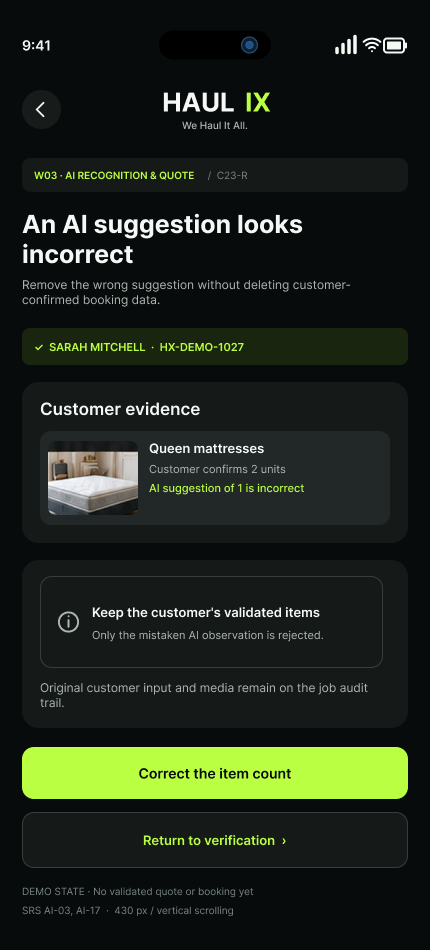 9:41
HAUL IX
We Haul It All.
W03 · AI RECOGNITION & QUOTE / C23-R
An AI suggestion looks
incorrect
Remove the wrong suggestion without deleting customer-
confirmed booking data.
✓ SARAH MITCHELL · HX-DEMO-1027
Customer evidence
Queen mattresses
Customer confirms 2 units
AI suggestion of 1 is incorrect
Keep the customer's validated items
Only the mistaken AI observation is rejected.
Original customer input and media remain on the job audit
trail.
Correct the item count
Return to verification ›
DEMO STATE · No validated quote or booking yet
SRS AI-03, AI-17 · 430 px / vertical scrolling